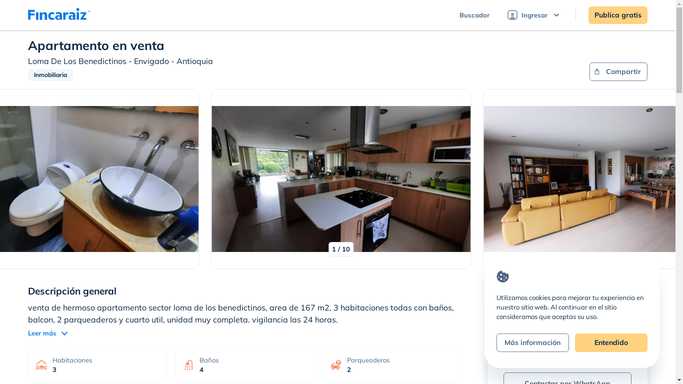 Fincaraiz
Buscador
Ingresar
Publica gratis
Apartamento en venta
Loma De Los Benedictinos - Envigado - Antioquia
Inmobiliaria
Compartir
1 / 10
Descripción general
venta de hermoso apartamento sector loma de los benedictinos, area de 167 m2, 3 habitaciones todas con baños,
balcon, 2 parqueaderos y cuarto util, unidad muy completa. vigilancia las 24 horas.
Leer más
Habitaciones
3
Baños
4
Parqueaderos
2
Utilizamos cookies para mejorar tu experiencia en
nuestro sitio web. Al continuar en el sitio
consideramos que aceptas su uso.
Más información
Entendido
Contactar por WhatsApp